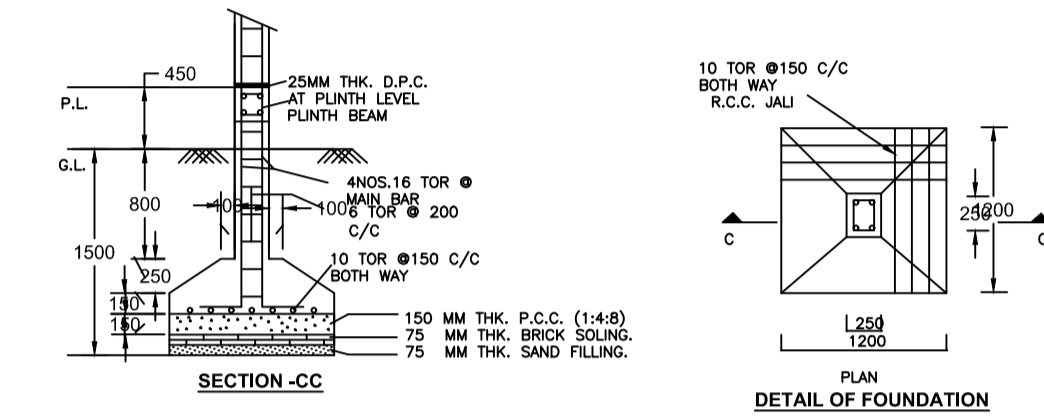 450
P.L.
25MM THK. D.P.C.
AT PLINTH LEVEL
PLINTH BEAM
G.L.
4NOS.16 TOR @
MAIN BAR
800
100
100
6 TOR @ 200
C/C
1500
250
10 TOR @150 C/C
BOTH WAY
150
150
150 MM THK. P.C.C. (1:4:8)
75 MM THK. BRICK SOLING.
75 MM THK. SAND FILLING.
SECTION -CC
10 TOR @150 C/C
BOTH WAY
R.C.C. JALI
250
1200
C
C
250
1200
PLAN
DETAIL OF FOUNDATION